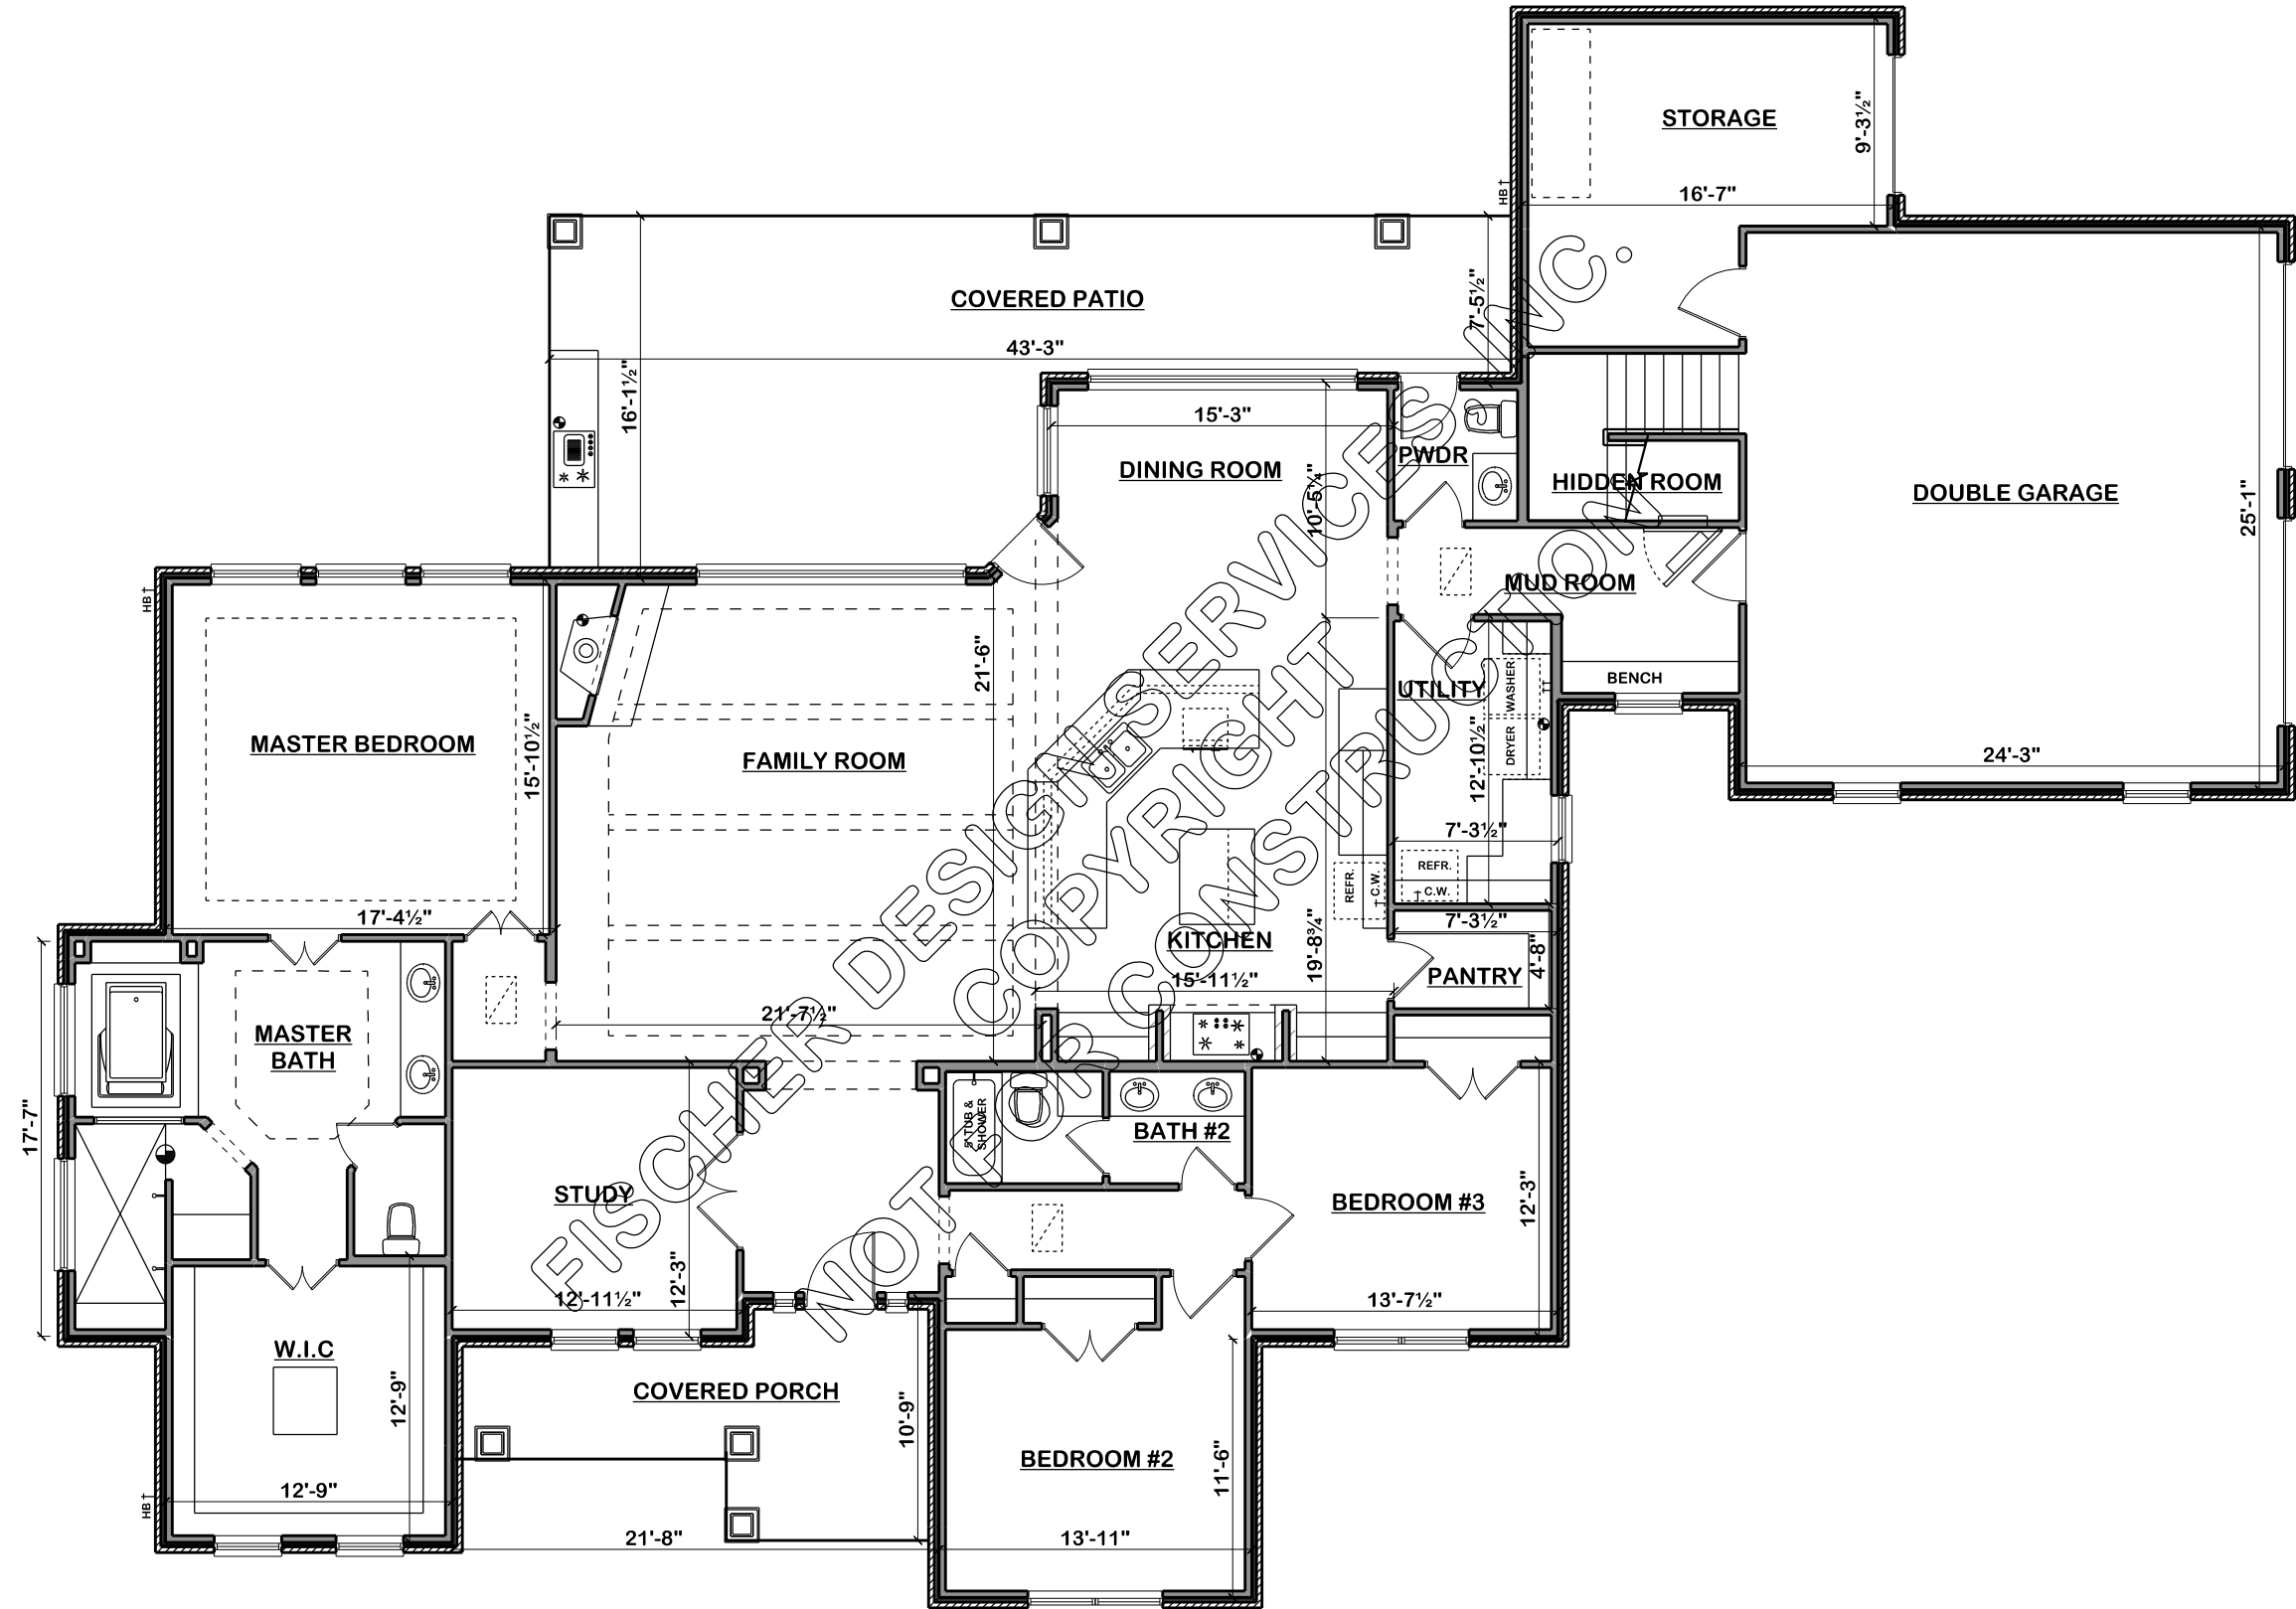 STORAGE
9'-3½"
16'-7"
HB
COVERED PATIO
7'-5½"
43'-3"
16'-1½"
15'-3"
DINING ROOM
10'-5¼"
PWDR
HIDDEN ROOM
DOUBLE GARAGE
25'-1"
24'-3"
MUD ROOM
BENCH
HB
MASTER BEDROOM
15'-10½"
17'-4½"
FAMILY ROOM
21'-6"
21'-7½"
UTILITY
WASHER
DRYER
12'-10½"
7'-3½"
REFR.
C.W.
REFR.
C.W.
7'-3½"
KITCHEN
19'-8¾"
15'-11½"
PANTRY
4'-8"
MASTER
BATH
17'-7"
5' TUB &
SHOWER
BATH #2
STUDY
12'-3"
12'-11½"
BEDROOM #3
12'-3"
13'-7½"
W.I.C
12'-9"
12'-9"
HB
COVERED PORCH
10'-9"
21'-8"
BEDROOM #2
11'-6"
13'-11"
FISCHER DESIGN SERVICES INC.
COPYRIGHT
NOT FOR CONSTRUCTION